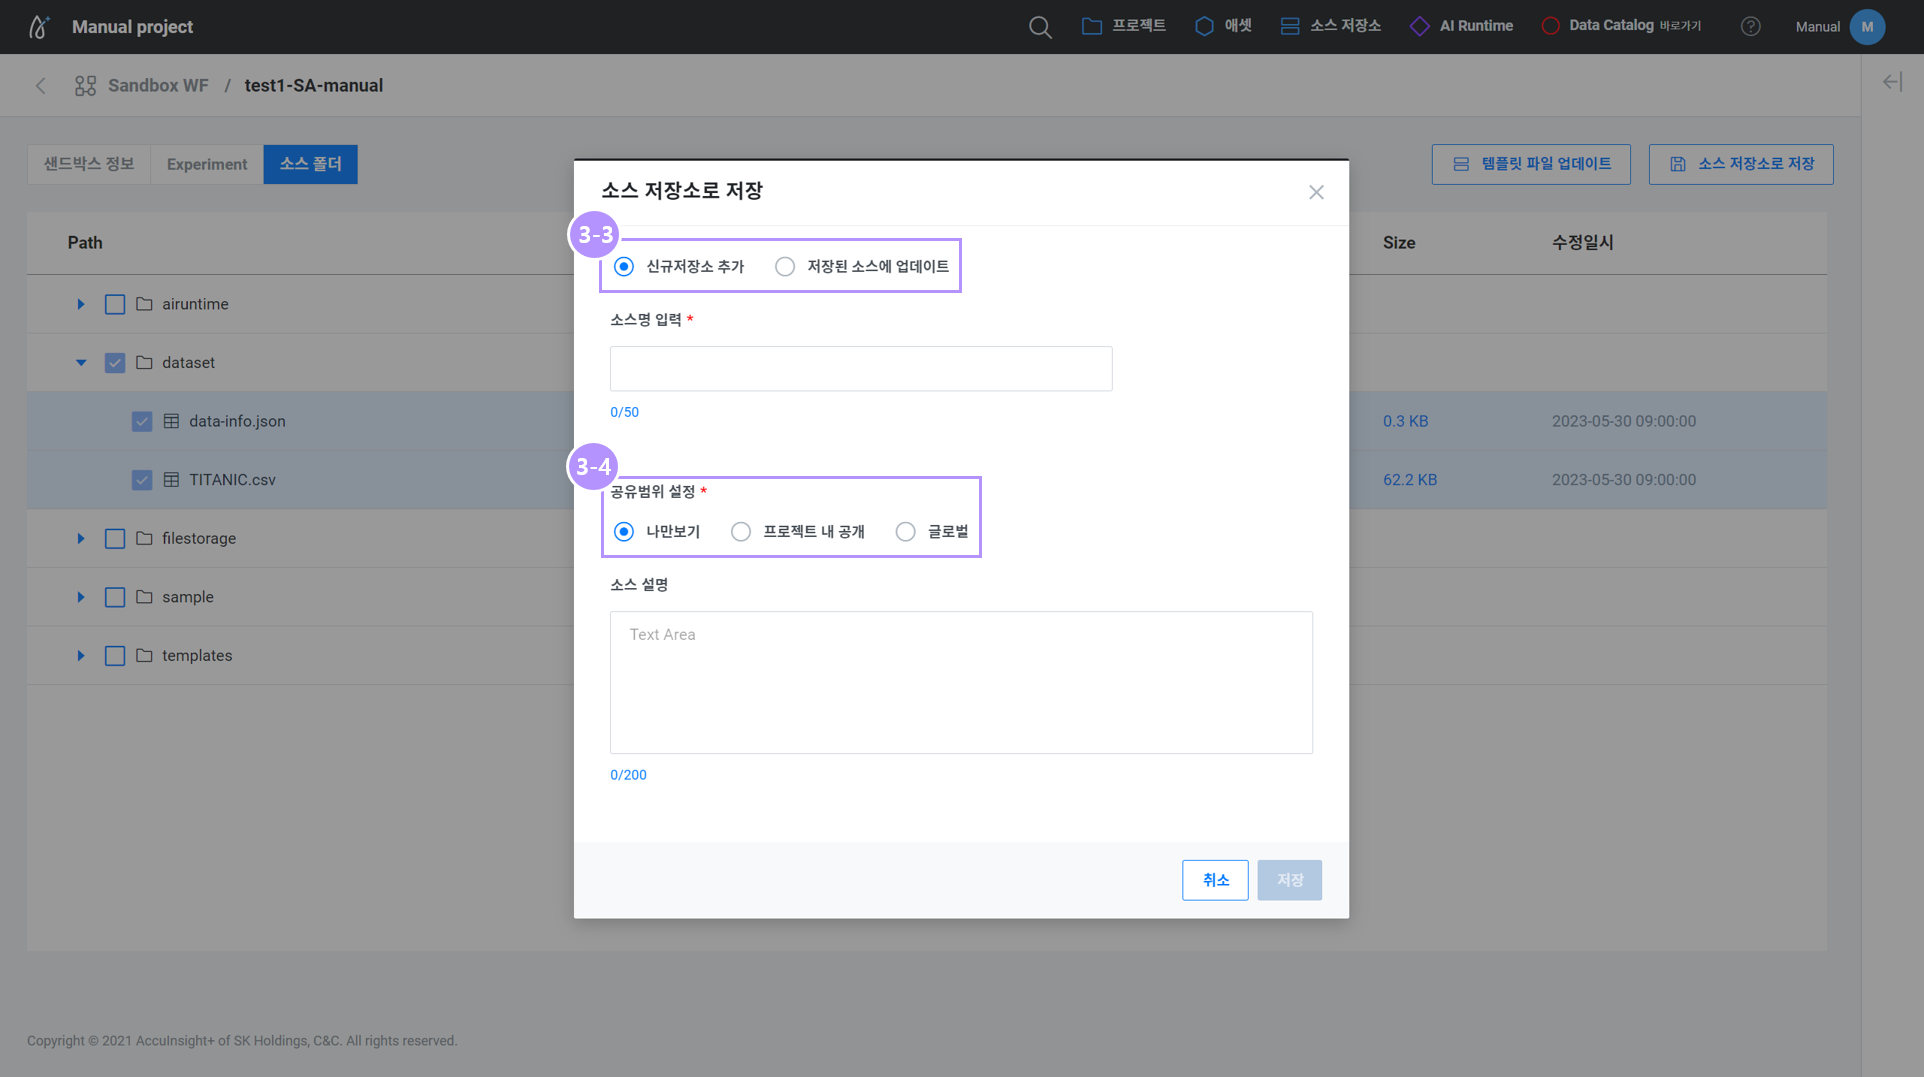 Manual project
프로젝트
애셋
소스 저장소
AI Runtime
Data Catalog 바로가기
?
Manual
M
Sandbox WF / test1-SA-manual
샌드박스 정보
Experiment
소스 폴더
템플릿 파일 업데이트
소스 저장소로 저장
Path
Size
수정일시
airuntime
dataset
data-info.json
0.3 KB
2023-05-30 09:00:00
TITANIC.csv
62.2 KB
2023-05-30 09:00:00
filestorage
sample
templates
소스 저장소로 저장
3-3
신규저장소 추가
저장된 소스에 업데이트
소스명 입력 *
0/50
3-4
공유범위 설정 *
나만보기
프로젝트 내 공개
글로벌
소스 설명
Text Area
0/200
취소
저장
Copyright © 2021 AccuInsight+ of SK Holdings, C&C. All rights reserved.